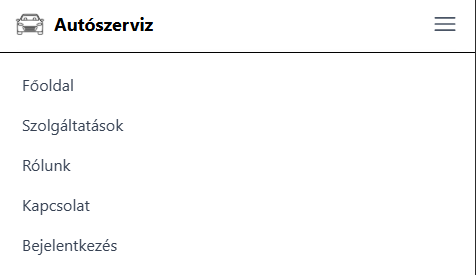 Autószerviz
Főoldal
Szolgáltatások
Rólunk
Kapcsolat
Bejelentkezés